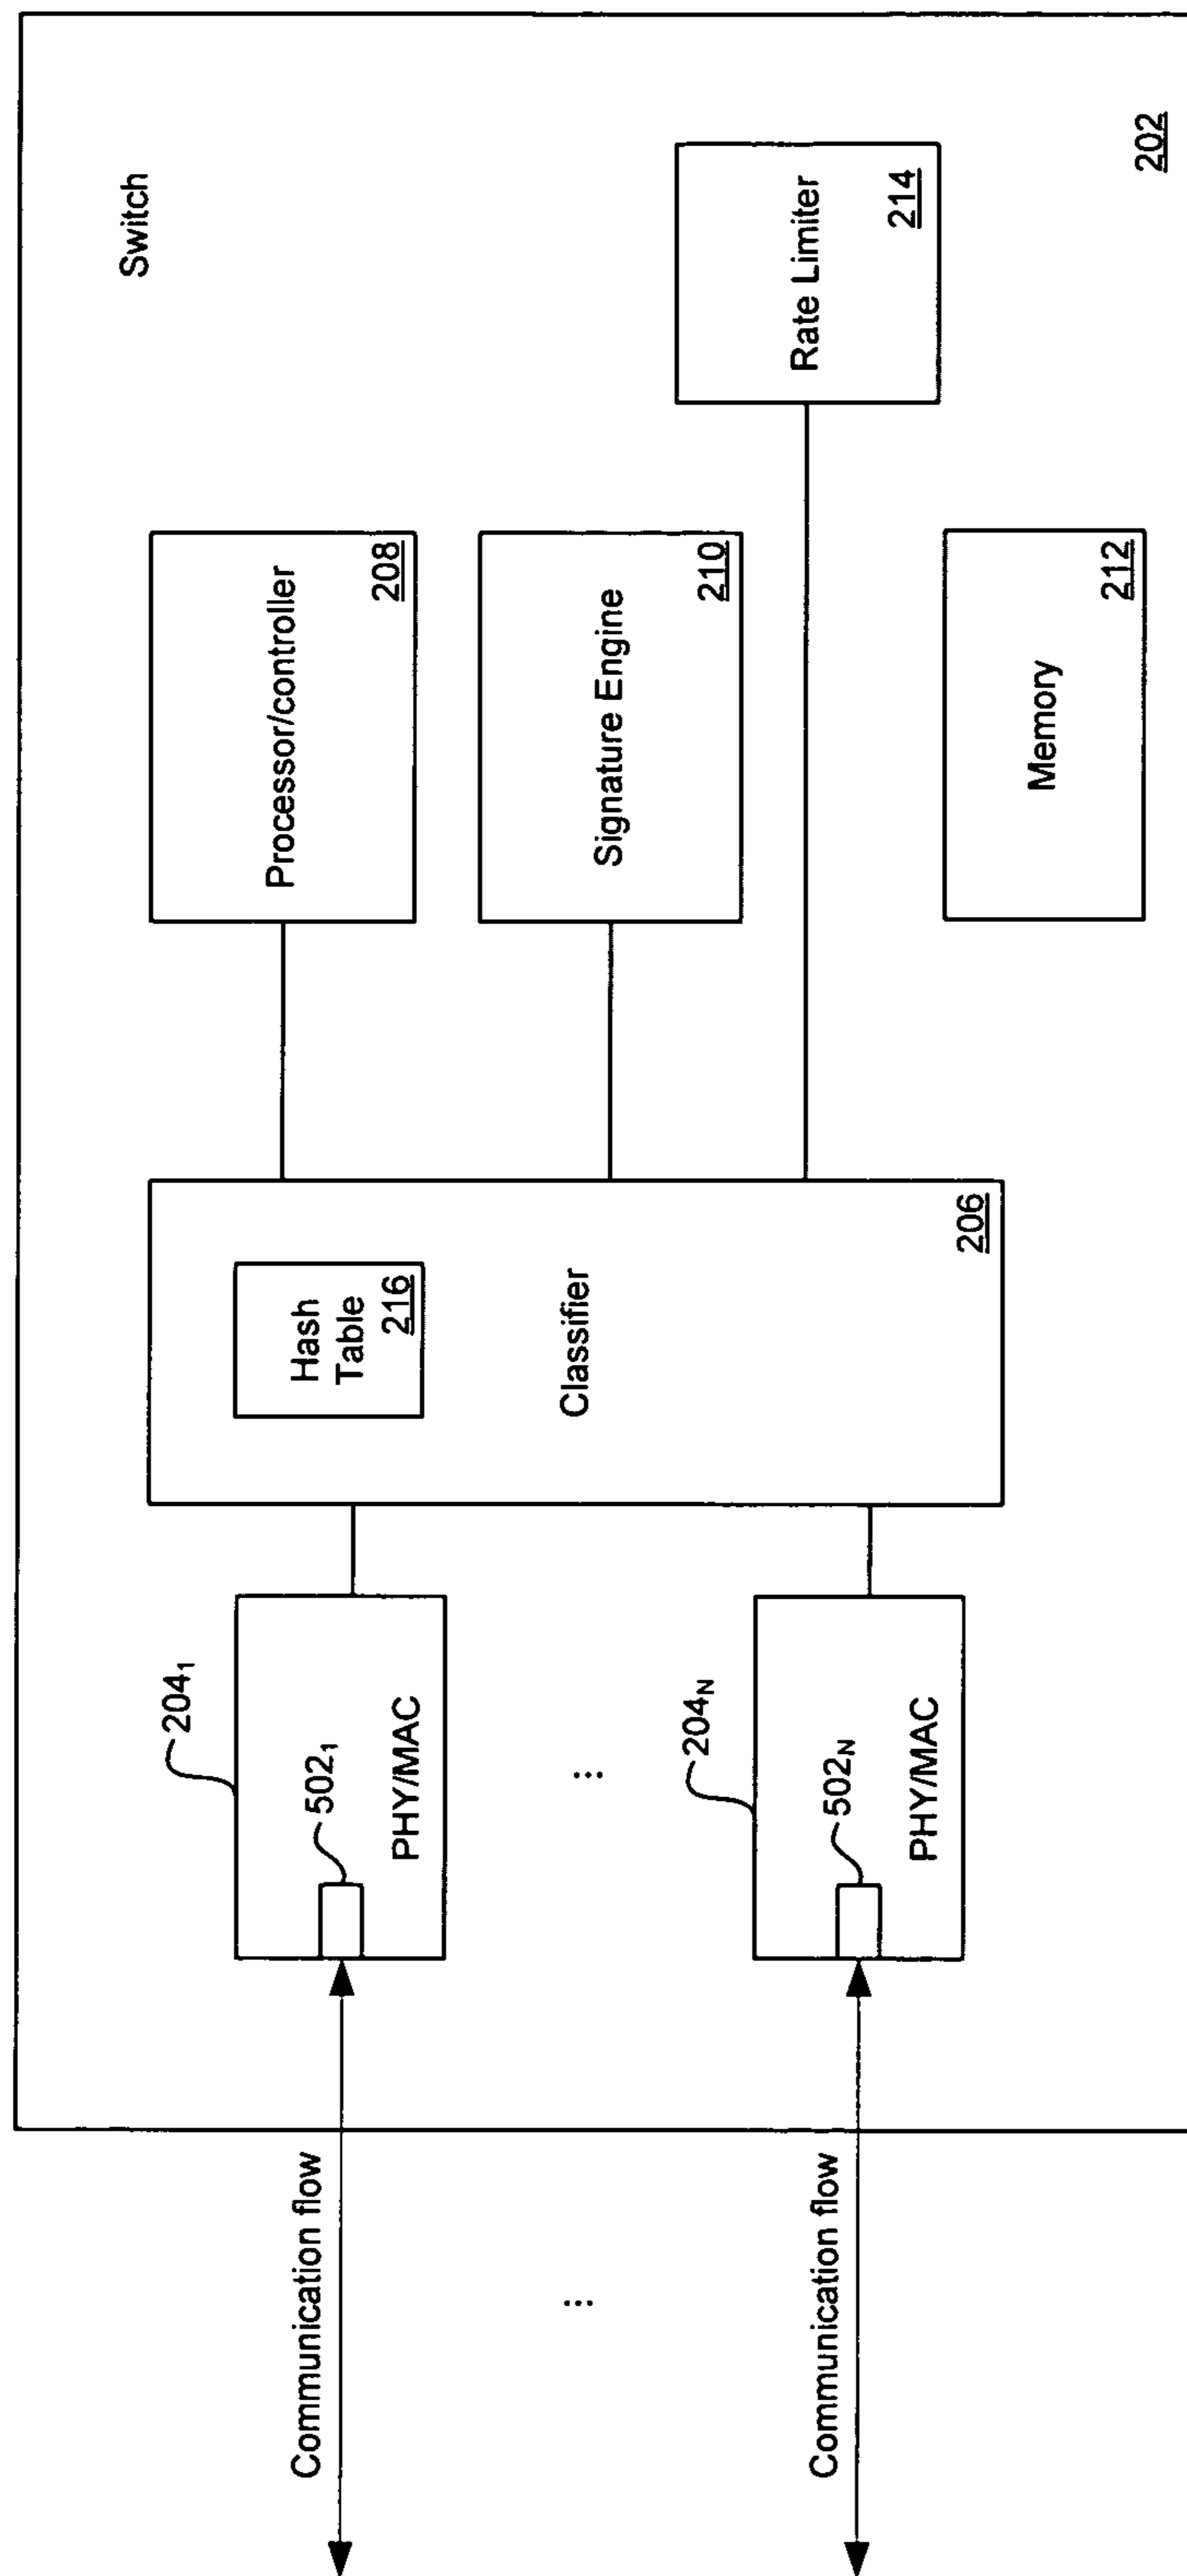 Switch
Processor/controller
208
Signature Engine
210
Rate Limiter
214
Memory
212
202
Hash
Table
216
Classifier
206
204₁
502₁
PHY/MAC
...
204N
502N
PHY/MAC
Communication flow
...
Communication flow